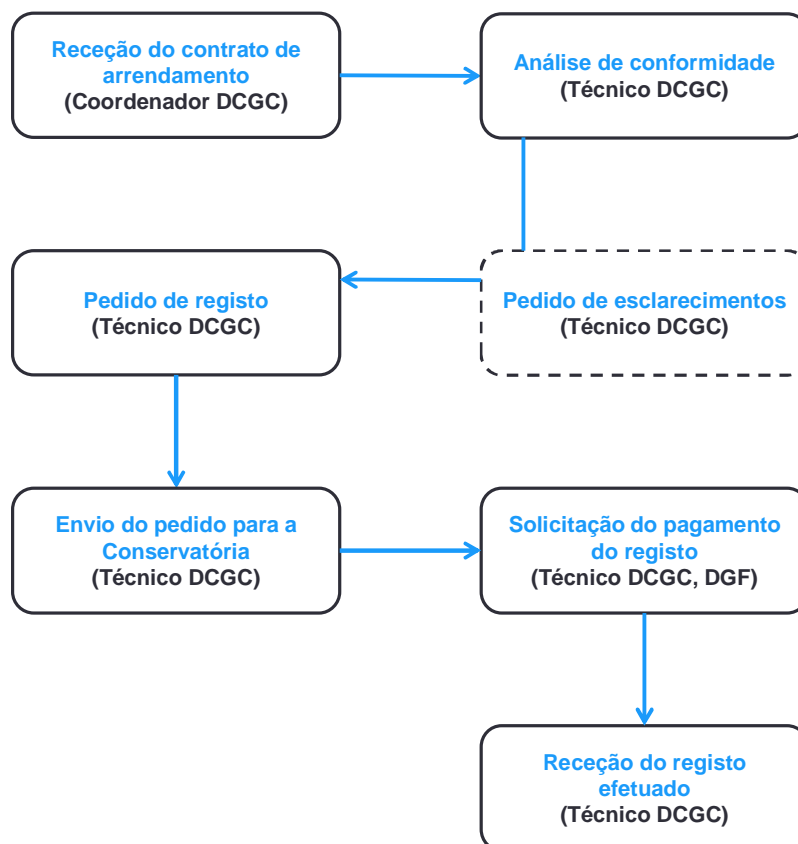 Receção do contrato de
arrendamento
(Coordenador DCGC)
Análise de conformidade
(Técnico DCGC)
Pedido de registo
(Técnico DCGC)
Pedido de esclarecimentos
(Técnico DCGC)
Envio do pedido para a
Conservatória
(Técnico DCGC)
Solicitação do pagamento
do registo
(Técnico DCGC, DGF)
Receção do registo
efetuado
(Técnico DCGC)